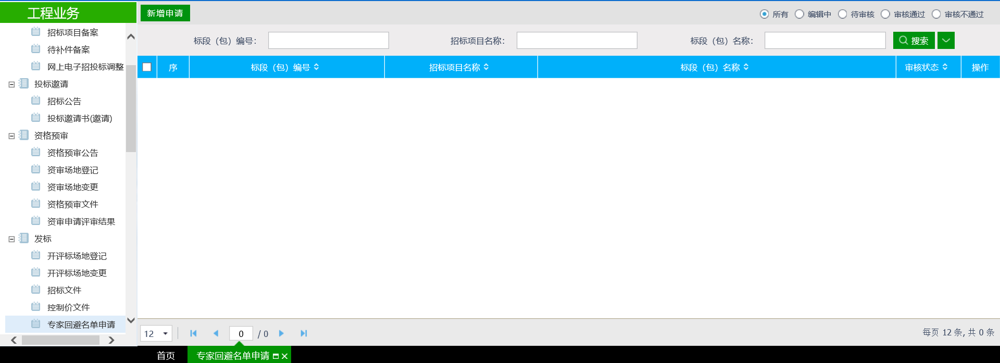 工程业务
招标项目备案
待补件备案
网上电子招投标调整
投标邀请
招标公告
投标邀请书(邀请)
资格预审
资格预审公告
资审场地登记
资审场地变更
资格预审文件
资审申请评审结果
发标
开评标场地登记
开评标场地变更
招标文件
控制价文件
专家回避名单申请
新增申请
所有 编辑中 待审核 审核通过 审核不通过
标段（包）编号： 招标项目名称： 标段（包）名称： 搜索
序 标段（包）编号 招标项目名称 标段（包）名称 审核状态 操作
12 0 / 0 每页 12 条, 共 0 条
首页 专家回避名单申请